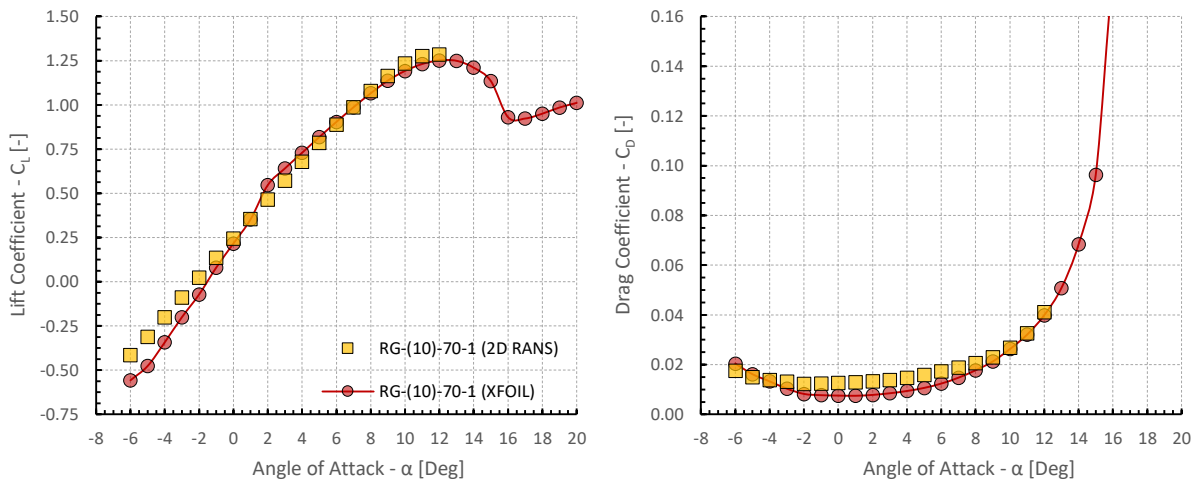 1.50
1.25
1.00
0.75
0.50
0.25
0.00
-0.25
-0.50
-0.75
Lift Coefficient - CL [-]
RG-(10)-70-1 (2D RANS)
RG-(10)-70-1 (XFOIL)
-8 -6 -4 -2 0 2 4 6 8 10 12 14 16 18 20
Angle of Attack - α [Deg]
0.16
0.14
0.12
0.10
0.08
0.06
0.04
0.02
0.00
Drag Coefficient - CD [-]
-8 -6 -4 -2 0 2 4 6 8 10 12 14 16 18 20
Angle of Attack - α [Deg]